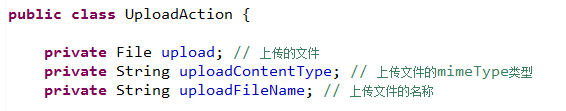 public class UploadAction {
private File upload; // 上传的文件
private String uploadContentType; // 上传文件的mimeType类型
private String uploadFileName; // 上传文件的名称